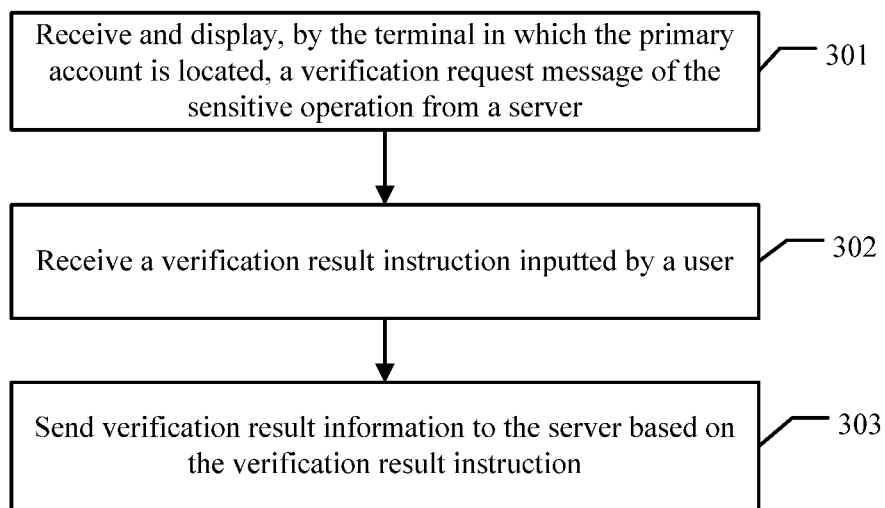 Receive and display, by the terminal in which the primary
account is located, a verification request message of the
sensitive operation from a server
301
Receive a verification result instruction inputted by a user
302
Send verification result information to the server based on
the verification result instruction
303